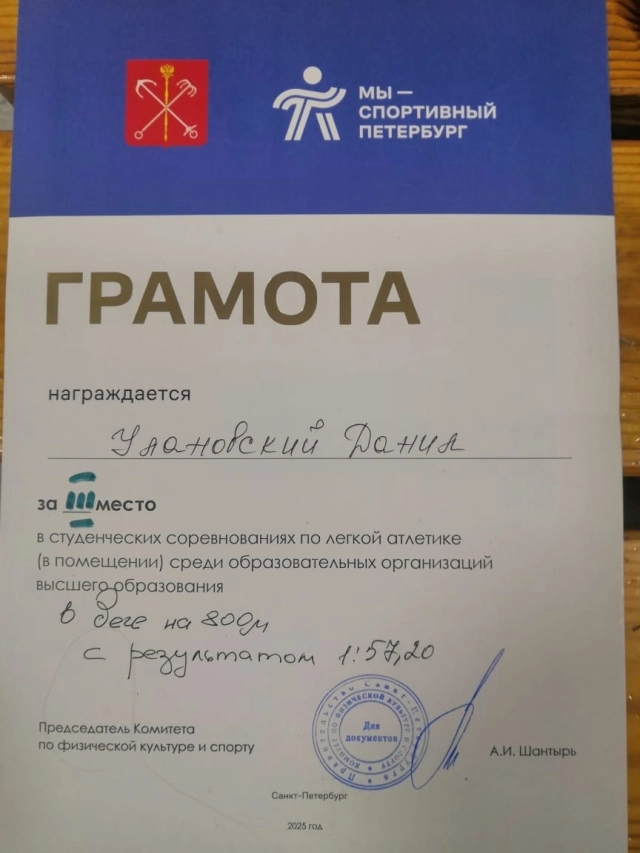 МЫ —
СПОРТИВНЫЙ
ПЕТЕРБУРГ
ГРАМОТА
награждается
Улановский Данил
за III место
в студенческих соревнованиях по легкой атлетике
(в помещении) среди образовательных организаций
высшего образования
в беге на 800м
с результатом 1:57,20
Для
документов
Председатель Комитета
по физической культуре и спорту
А.И. Шантырь
Санкт-Петербург
2025 год